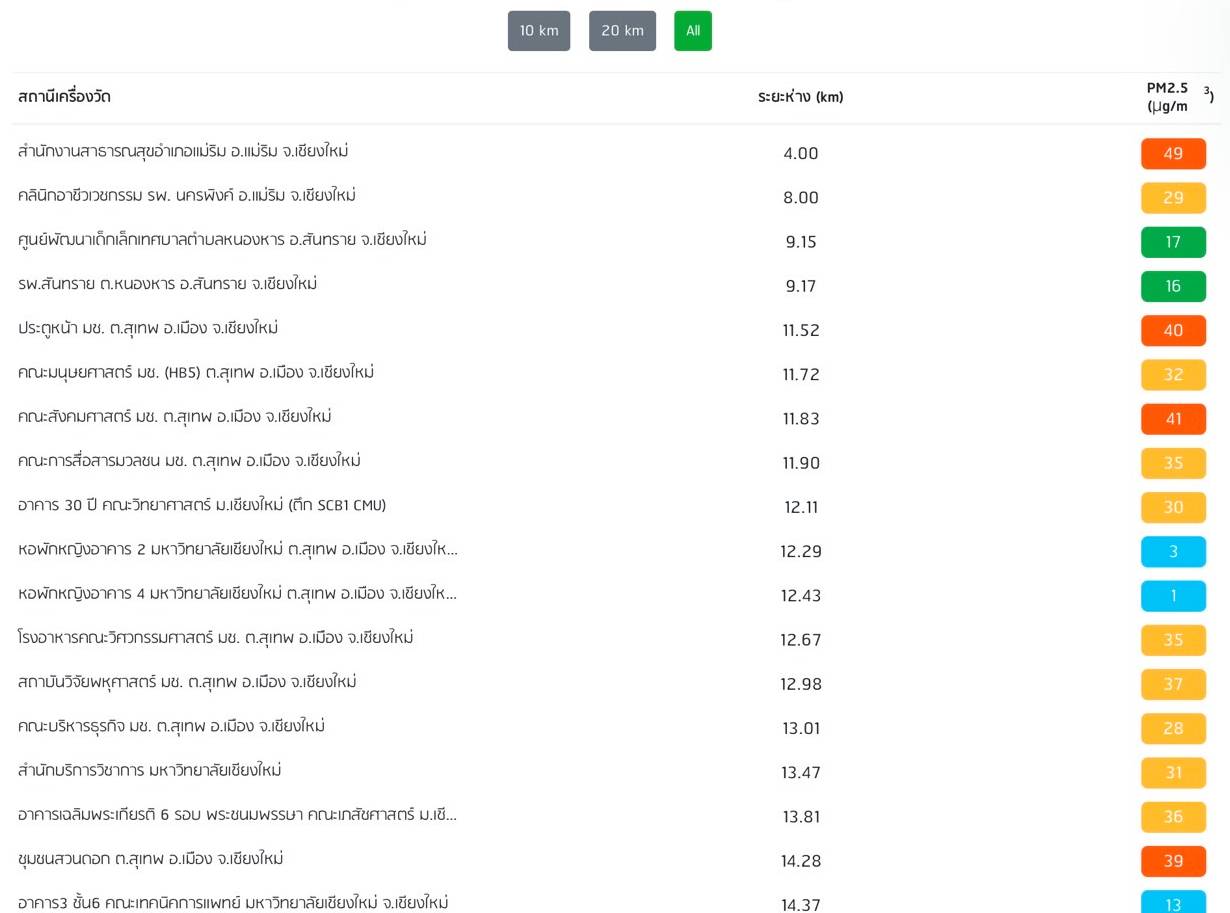 10 km 20 km All
สถานีเครื่องวัด ระยะห่าง (km) PM2.5 (µg/m 3)
สำนักงานสาธารณสุขอำเภอแม่ริม อ.แม่ริม จ.เชียงใหม่ 4.00 49
คลินิกอาชีวเวชกรรม รพ. นครพิงค์ อ.แม่ริม จ.เชียงใหม่ 8.00 29
ศูนย์พัฒนาเด็กเล็กเทศบาลตำบลหนองหาร อ.สันทราย จ.เชียงใหม่ 9.15 17
รพ.สันทราย ต.หนองหาร อ.สันทราย จ.เชียงใหม่ 9.17 16
ประตูหน้า มช. ต.สุเทพ อ.เมือง จ.เชียงใหม่ 11.52 40
คณะมนุษยศาสตร์ มช. (HB5) ต.สุเทพ อ.เมือง จ.เชียงใหม่ 11.72 32
คณะสังคมศาสตร์ มช. ต.สุเทพ อ.เมือง จ.เชียงใหม่ 11.83 41
คณะการสื่อสารมวลชน มช. ต.สุเทพ อ.เมือง จ.เชียงใหม่ 11.90 35
อาคาร 30 ปี คณะวิทยาศาสตร์ ม.เชียงใหม่ (ตึก SCB1 CMU) 12.11 30
หอพักหญิงอาคาร 2 มหาวิทยาลัยเชียงใหม่ ต.สุเทพ อ.เมือง จ.เชียงให... 12.29 3
หอพักหญิงอาคาร 4 มหาวิทยาลัยเชียงใหม่ ต.สุเทพ อ.เมือง จ.เชียงให... 12.43 1
โรงอาหารคณะวิศวกรรมศาสตร์ มช. ต.สุเทพ อ.เมือง จ.เชียงใหม่ 12.67 35
สถาบันวิจัยพหุศาสตร์ มช. ต.สุเทพ อ.เมือง จ.เชียงใหม่ 12.98 37
คณะบริหารธุรกิจ มช. ต.สุเทพ อ.เมือง จ.เชียงใหม่ 13.01 28
สำนักบริการวิชาการ มหาวิทยาลัยเชียงใหม่ 13.47 31
อาคารเฉลิมพระเกียรติ 6 รอบ พระชนมพรรษา คณะเภสัชศาสตร์ ม.เชี... 13.81 36
ชุมชนสวนดอก ต.สุเทพ อ.เมือง จ.เชียงใหม่ 14.28 39
อาคาร3 ชั้น6 คณะเทคนิคการแพทย์ มหาวิทยาลัยเชียงใหม่ จ.เชียงใหม่ 14.37 13